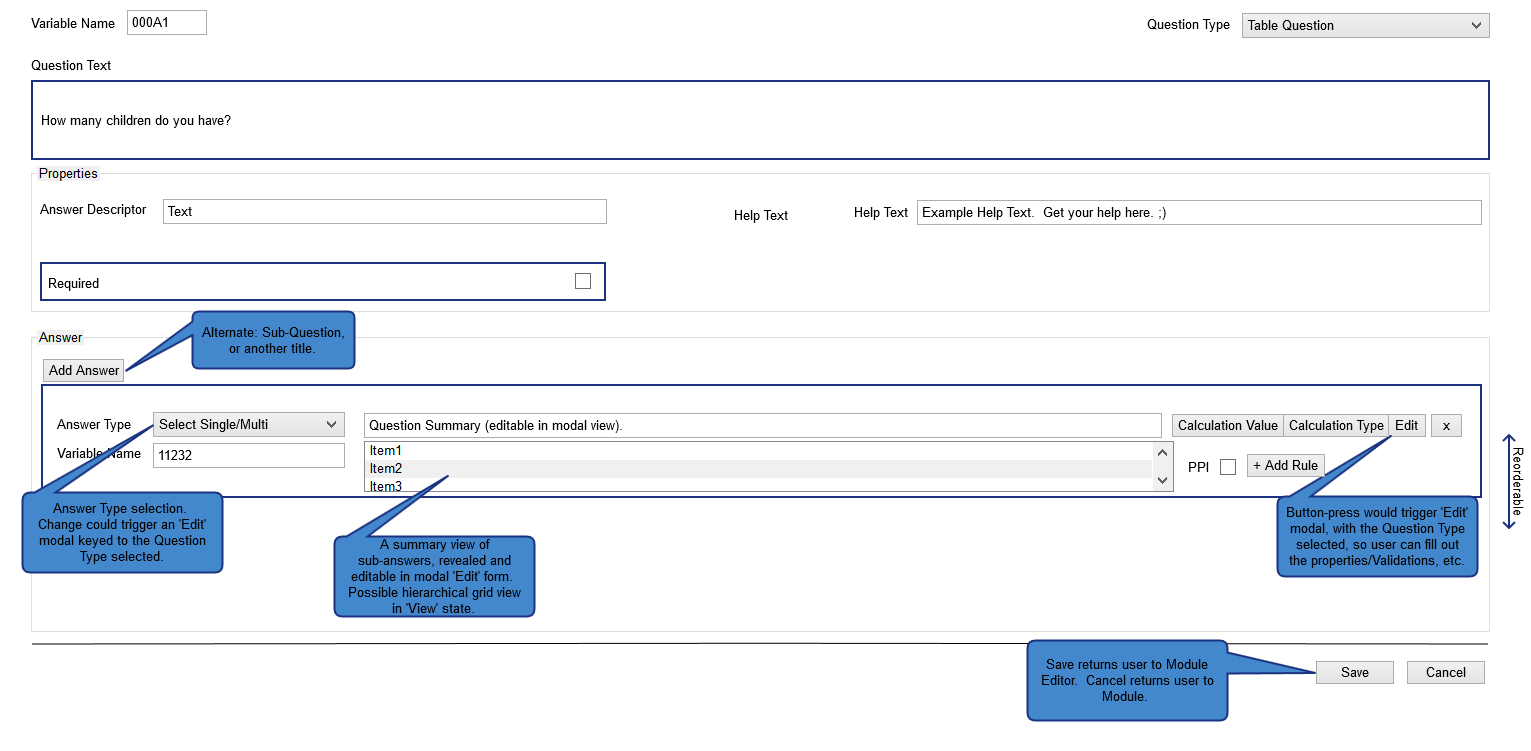 Variable Name 000A1 Question Type Table Question
Question Text
How many children do you have?
Properties
Answer Descriptor Text Help Text Help Text Example Help Text.  Get your help here. ;)
Required
Answer
Alternate: Sub-Question,
or another title.
Add Answer
Answer Type Select Single/Multi Question Summary (editable in modal view). Calculation Value Calculation Type Edit x
Variable Name 11232
Item1
Item2
Item3
PPI + Add Rule
Reorderable
Answer Type selection.
Change could trigger an 'Edit'
modal keyed to the Question
Type selected.
A summary view of
sub-answers, revealed and
editable in modal 'Edit' form.
Possible hierarchical grid view
in 'View' state.
Button-press would trigger 'Edit'
modal, with the Question Type
selected, so user can fill out
the properties/Validations, etc.
Save returns user to Module
Editor.  Cancel returns user to
Module.
Save Cancel